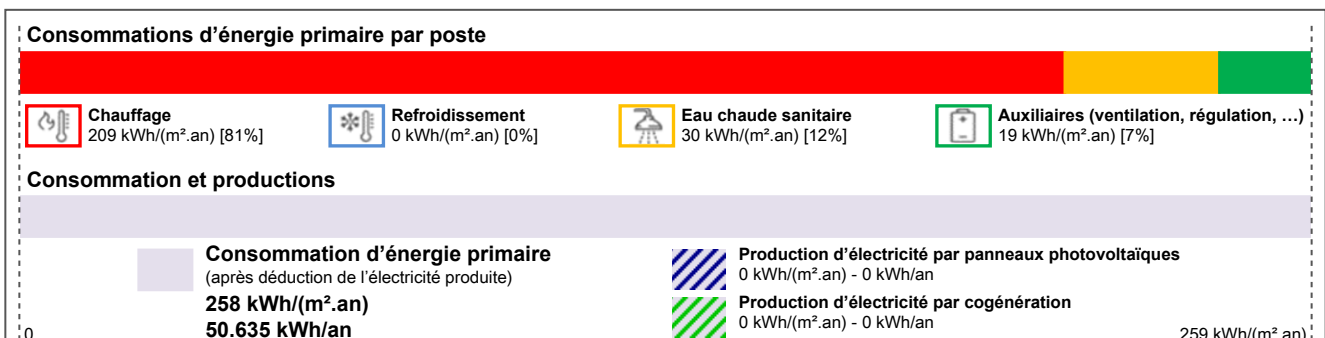 Consommations d’énergie primaire par poste
Chauffage
209 kWh/(m².an) [81%]
Refroidissement
0 kWh/(m².an) [0%]
Eau chaude sanitaire
30 kWh/(m².an) [12%]
Auxiliaires (ventilation, régulation, …)
19 kWh/(m².an) [7%]
Consommation et productions
Consommation d’énergie primaire
(après déduction de l’électricité produite)
258 kWh/(m².an)
50.635 kWh/an
Production d’électricité par panneaux photovoltaïques
0 kWh/(m².an) - 0 kWh/an
Production d’électricité par cogénération
0 kWh/(m².an) - 0 kWh/an
0
259 kWh/(m².an)